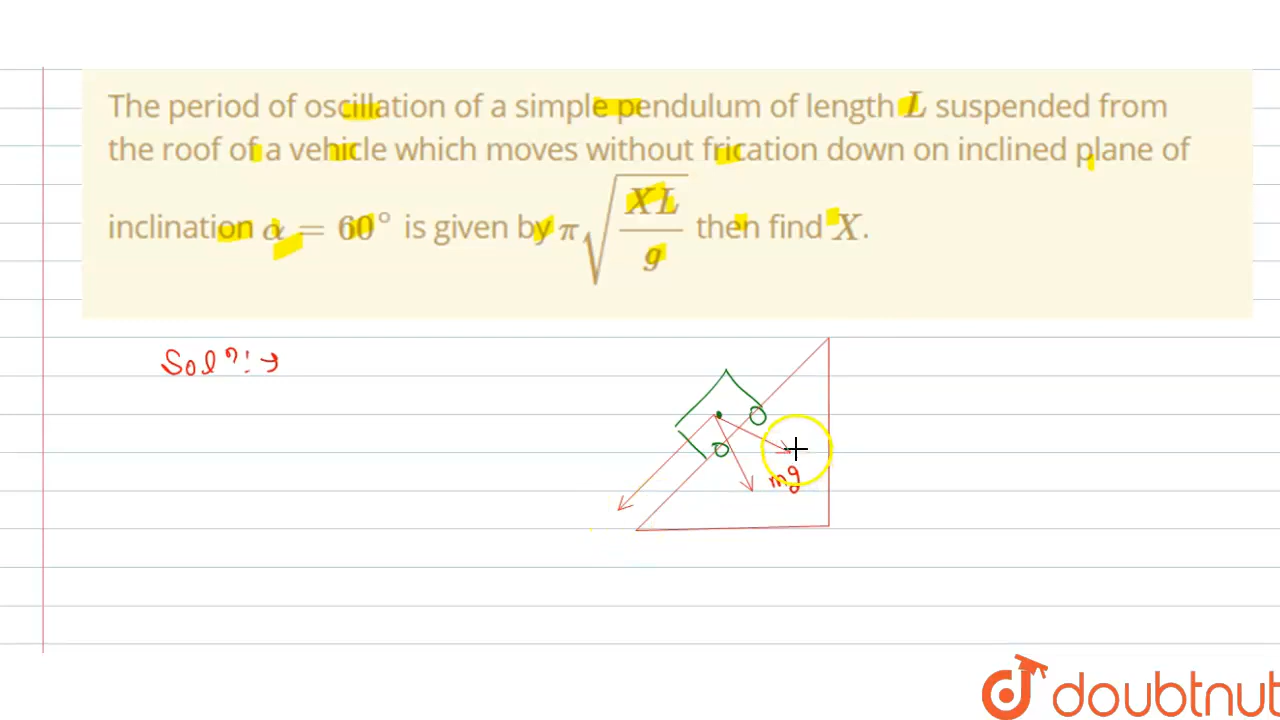 The period of oscillation of a simple pendulum of length L suspended from
the roof of a vehicle which moves without frication down on inclined plane of
inclination α = 60° is given by π√(XL/g) then find X.
Solⁿ:→
mg
doubtnut